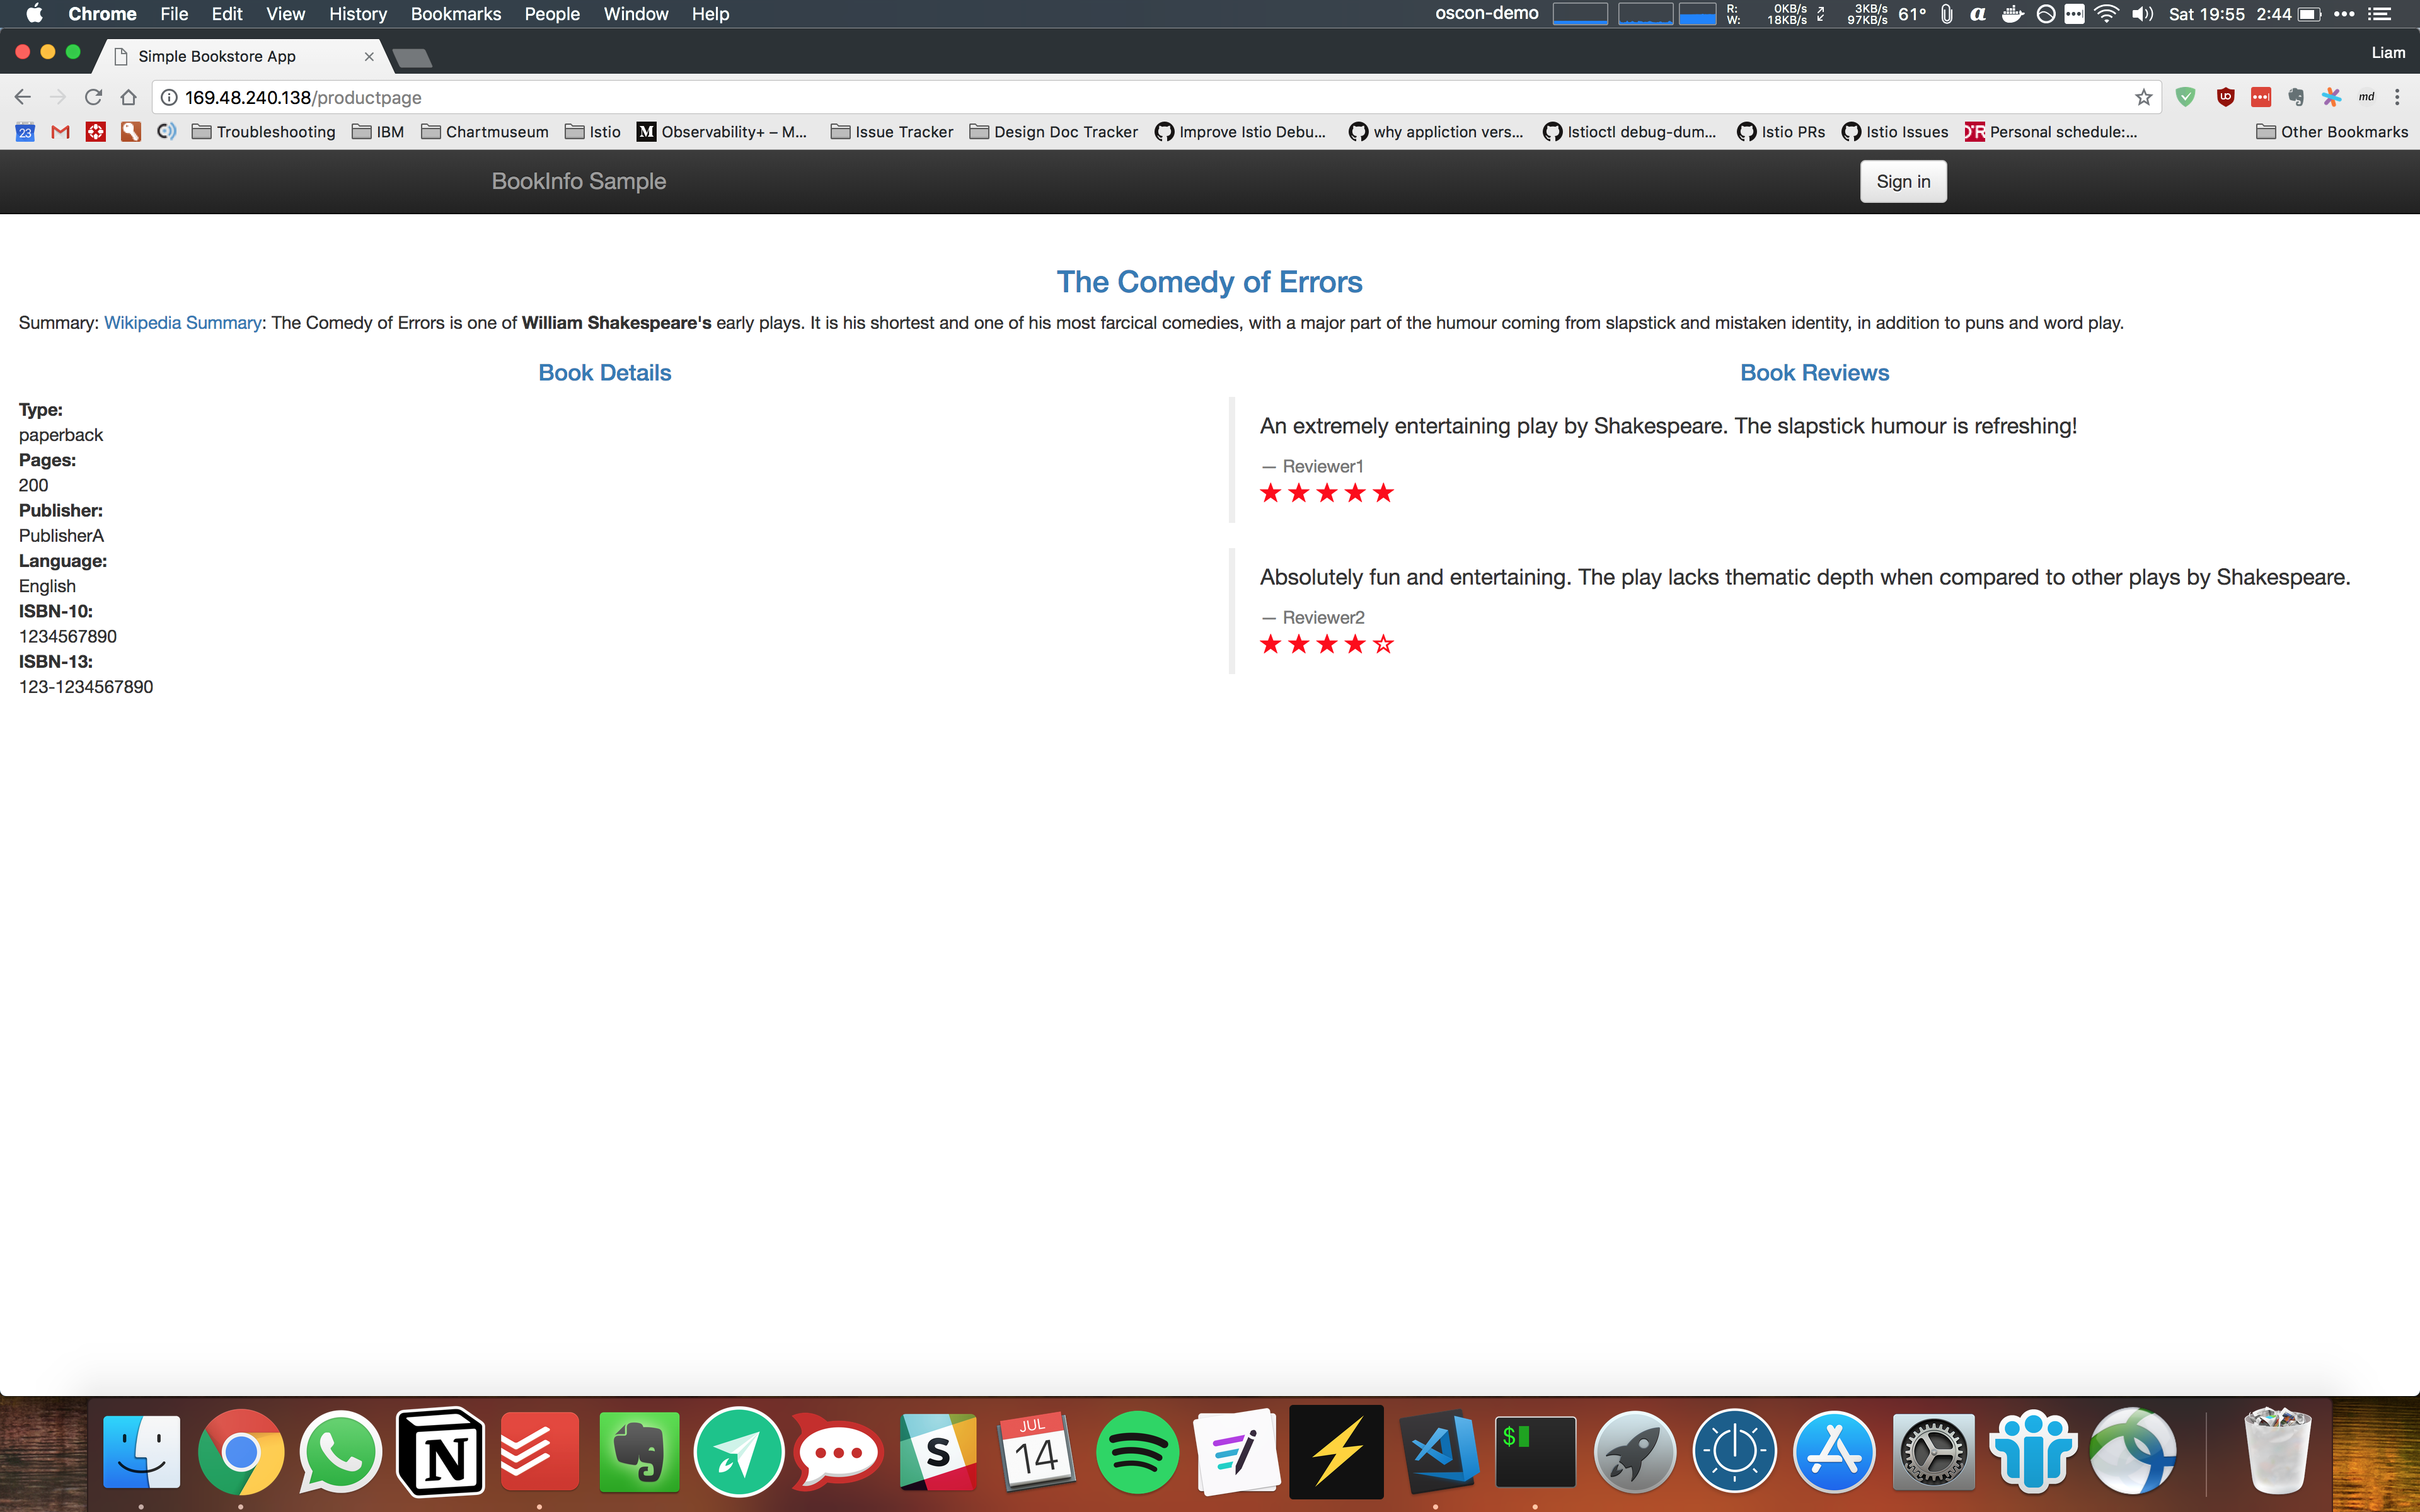 Chrome File Edit View History Bookmarks People Window Help oscon-demo R: 0KB/s 3KB/s 61° Sat 19:55 2:44
W: 18KB/s 97KB/s
Simple Bookstore App Liam
169.48.240.138/productpage md
23 Troubleshooting IBM Chartmuseum Istio M Observability+ – M... Issue Tracker Design Doc Tracker Improve Istio Debu... why appliction vers... Istioctl debug-dum... Istio PRs Istio Issues Personal schedule:... Other Bookmarks
BookInfo Sample Sign in
The Comedy of Errors
Summary: Wikipedia Summary: The Comedy of Errors is one of William Shakespeare's early plays. It is his shortest and one of his most farcical comedies, with a major part of the humour coming from slapstick and mistaken identity, in addition to puns and word play.
Book Details
Type:
paperback
Pages:
200
Publisher:
PublisherA
Language:
English
ISBN-10:
1234567890
ISBN-13:
123-1234567890
Book Reviews
An extremely entertaining play by Shakespeare. The slapstick humour is refreshing!
— Reviewer1
Absolutely fun and entertaining. The play lacks thematic depth when compared to other plays by Shakespeare.
— Reviewer2
N S JUL $
14